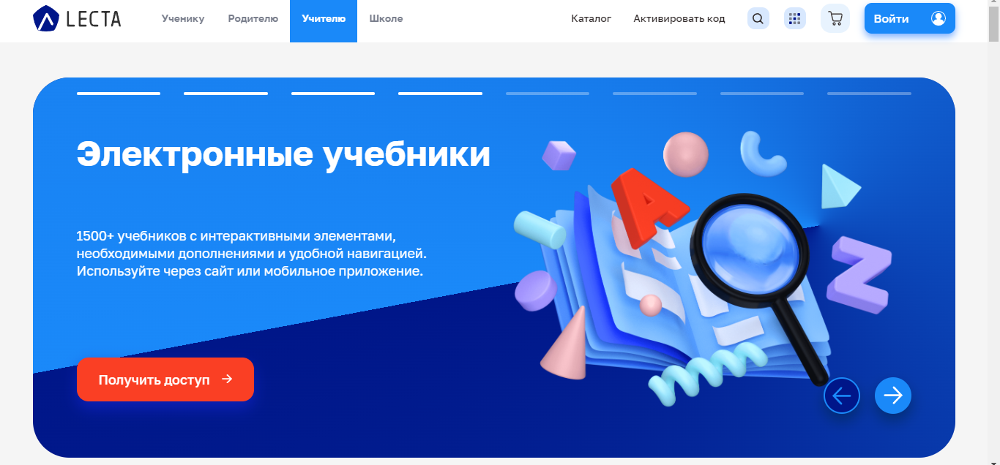 LECTA
Ученику
Родителю
Учителю
Школе
Каталог
Активировать код
Войти
Электронные учебники
1500+ учебников с интерактивными элементами,
необходимыми дополнениями и удобной навигацией.
Используйте через сайт или мобильное приложение.
Получить доступ →
A
Z